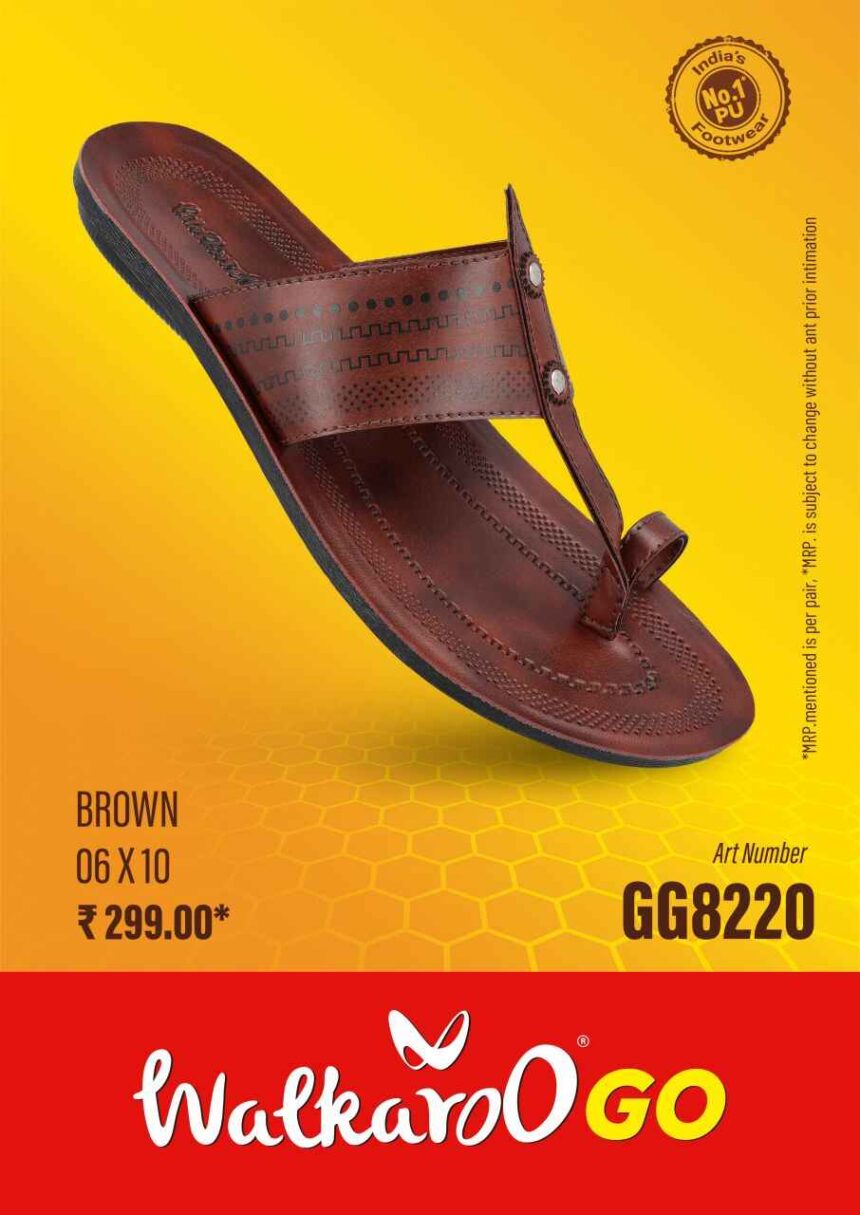 India's
No.1*
PU
Footwear
*MRP.mentioned is per pair, *MRP. is subject to change without ant prior intimation
BROWN
06 X 10
₹ 299.00*
Art Number
GG8220
WalkaroO® GO